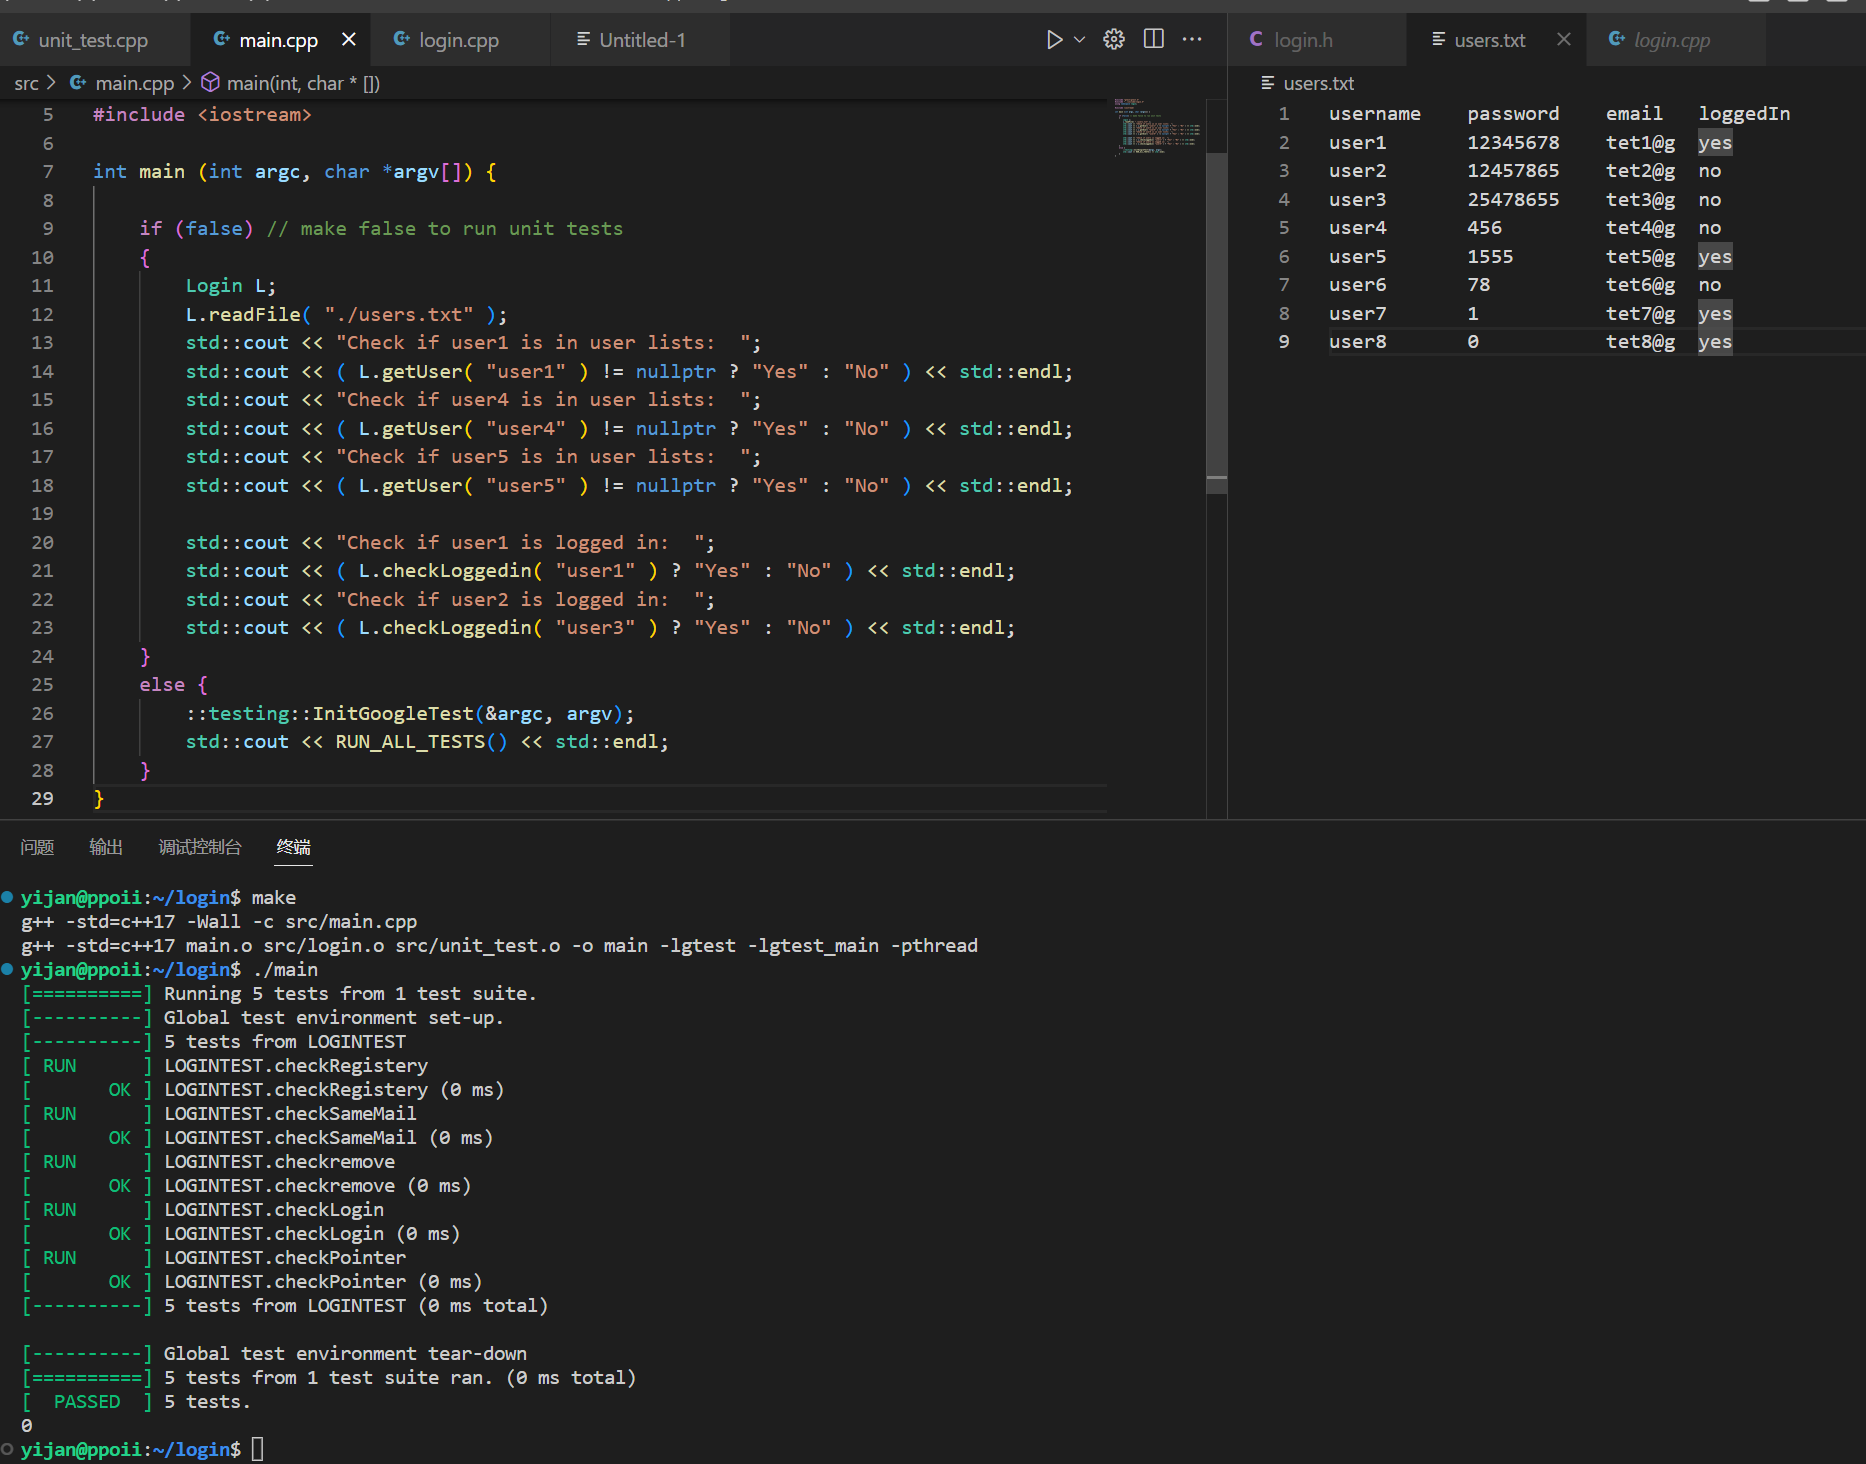 unit_test.cpp main.cpp login.cpp Untitled-1
src > main.cpp > main(int, char * [])
5 #include <iostream>
6
7 int main (int argc, char *argv[]) {
8
9 if (false) // make false to run unit tests
10 {
11 Login L;
12 L.readFile( "./users.txt" );
13 std::cout << "Check if user1 is in user lists:  ";
14 std::cout << ( L.getUser( "user1" ) != nullptr ? "Yes" : "No" ) << std::endl;
15 std::cout << "Check if user4 is in user lists:  ";
16 std::cout << ( L.getUser( "user4" ) != nullptr ? "Yes" : "No" ) << std::endl;
17 std::cout << "Check if user5 is in user lists:  ";
18 std::cout << ( L.getUser( "user5" ) != nullptr ? "Yes" : "No" ) << std::endl;
19
20 std::cout << "Check if user1 is logged in:  ";
21 std::cout << ( L.checkLoggedin( "user1" ) ? "Yes" : "No" ) << std::endl;
22 std::cout << "Check if user2 is logged in:  ";
23 std::cout << ( L.checkLoggedin( "user3" ) ? "Yes" : "No" ) << std::endl;
24 }
25 else {
26 ::testing::InitGoogleTest(&argc, argv);
27 std::cout << RUN_ALL_TESTS() << std::endl;
28 }
29 }
login.h users.txt login.cpp
users.txt
1 username password email loggedIn
2 user1 12345678 tet1@g yes
3 user2 12457865 tet2@g no
4 user3 25478655 tet3@g no
5 user4 456 tet4@g no
6 user5 1555 tet5@g yes
7 user6 78 tet6@g no
8 user7 1 tet7@g yes
9 user8 0 tet8@g yes
问题 输出 调试控制台 终端
yijan@ppoii:~/login$ make
g++ -std=c++17 -Wall -c src/main.cpp
g++ -std=c++17 main.o src/login.o src/unit_test.o -o main -lgtest -lgtest_main -pthread
yijan@ppoii:~/login$ ./main
[==========] Running 5 tests from 1 test suite.
[----------] Global test environment set-up.
[----------] 5 tests from LOGINTEST
[ RUN      ] LOGINTEST.checkRegistery
[       OK ] LOGINTEST.checkRegistery (0 ms)
[ RUN      ] LOGINTEST.checkSameMail
[       OK ] LOGINTEST.checkSameMail (0 ms)
[ RUN      ] LOGINTEST.checkremove
[       OK ] LOGINTEST.checkremove (0 ms)
[ RUN      ] LOGINTEST.checkLogin
[       OK ] LOGINTEST.checkLogin (0 ms)
[ RUN      ] LOGINTEST.checkPointer
[       OK ] LOGINTEST.checkPointer (0 ms)
[----------] 5 tests from LOGINTEST (0 ms total)

[----------] Global test environment tear-down
[==========] 5 tests from 1 test suite ran. (0 ms total)
[  PASSED  ] 5 tests.
0
yijan@ppoii:~/login$